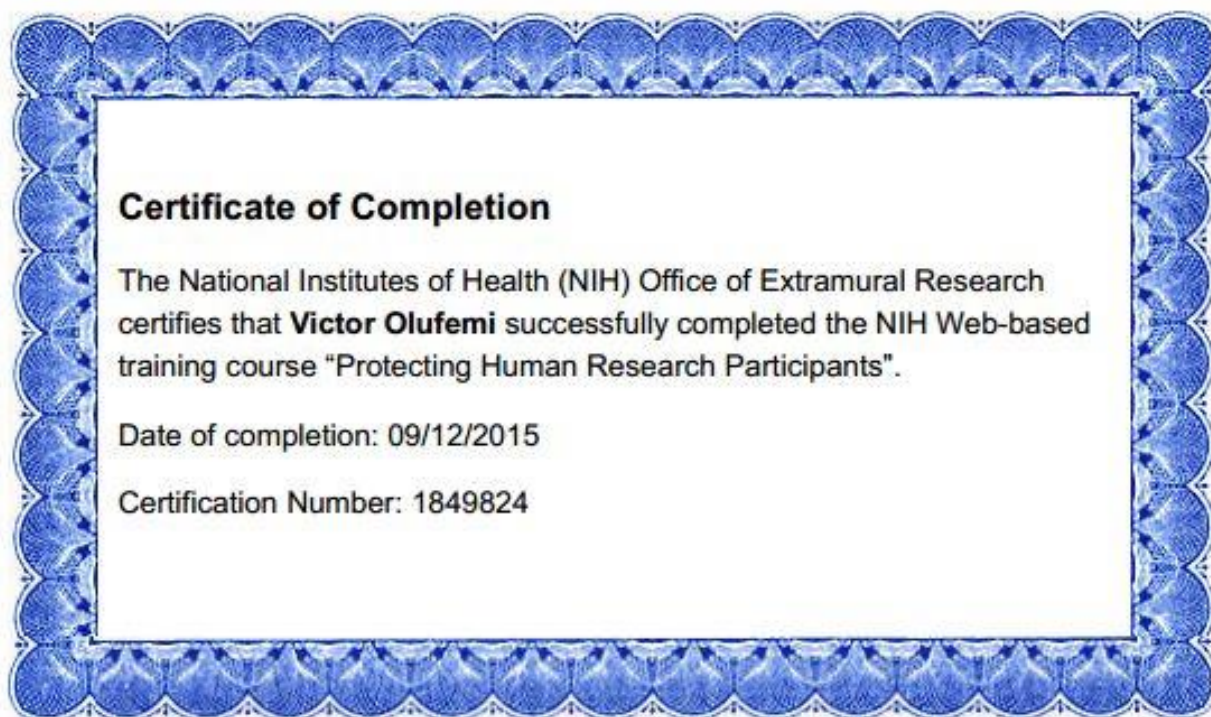 Certificate of Completion
The National Institutes of Health (NIH) Office of Extramural Research
certifies that Victor Olufemi successfully completed the NIH Web-based
training course “Protecting Human Research Participants".
Date of completion: 09/12/2015
Certification Number: 1849824